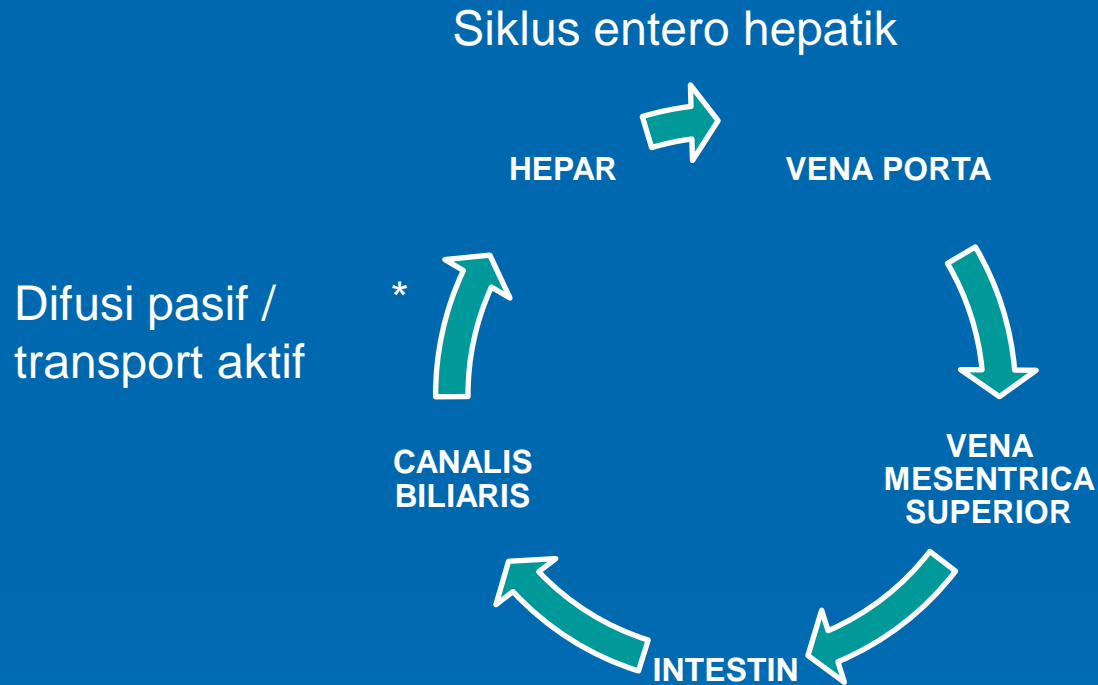 Siklus entero hepatik
HEPAR
VENA PORTA
Difusi pasif /
transport aktif
*
CANALIS
BILIARIS
VENA
MESENTRICA
SUPERIOR
INTESTIN